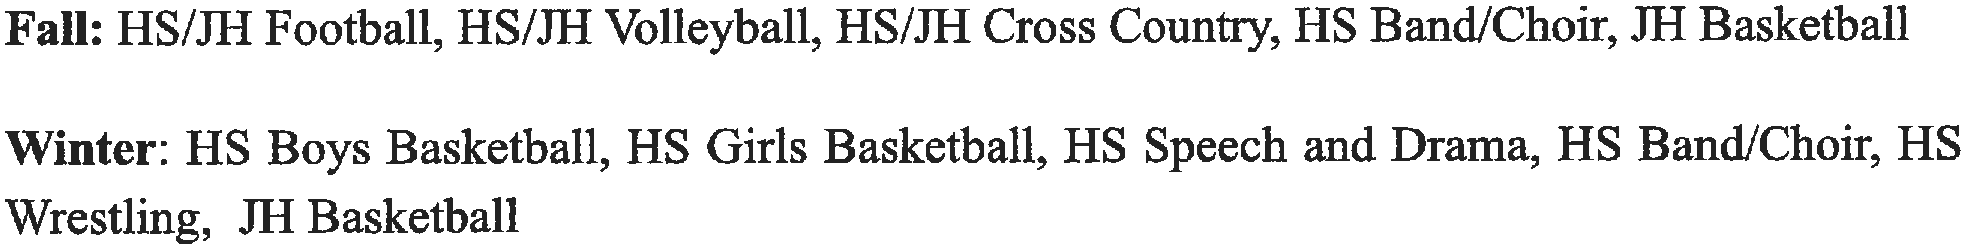 Fall: HS/JH Football, HS/JH Volleyball, HS/JH Cross Country, HS Band/Choir, JH Basketball
Winter: HS Boys Basketball, HS Girls Basketball, HS Speech and Drama, HS Band/Choir, HS
Wrestling, JH Basketball